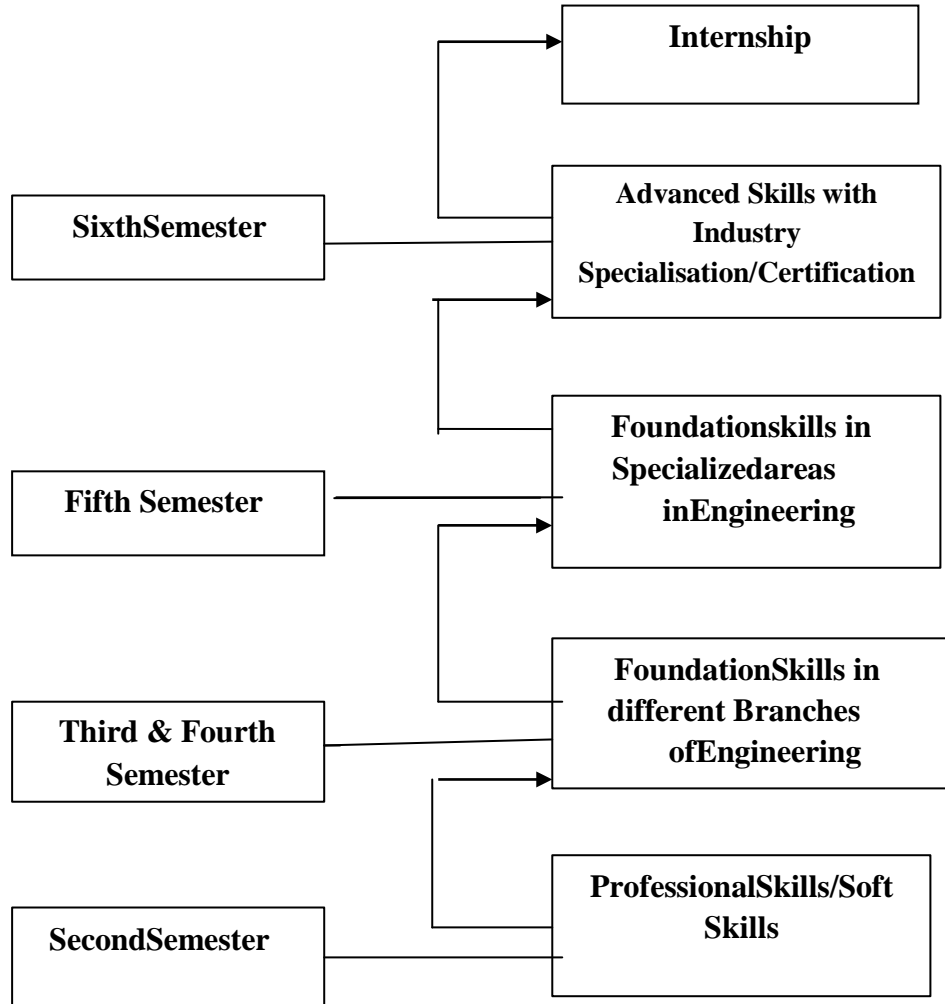 Internship
SixthSemester
Advanced Skills with
Industry
Specialisation/Certification
Fifth Semester
Foundationskills in
Specializedareas
inEngineering
Third & Fourth
Semester
FoundationSkills in
different Branches
ofEngineering
SecondSemester
ProfessionalSkills/Soft
Skills